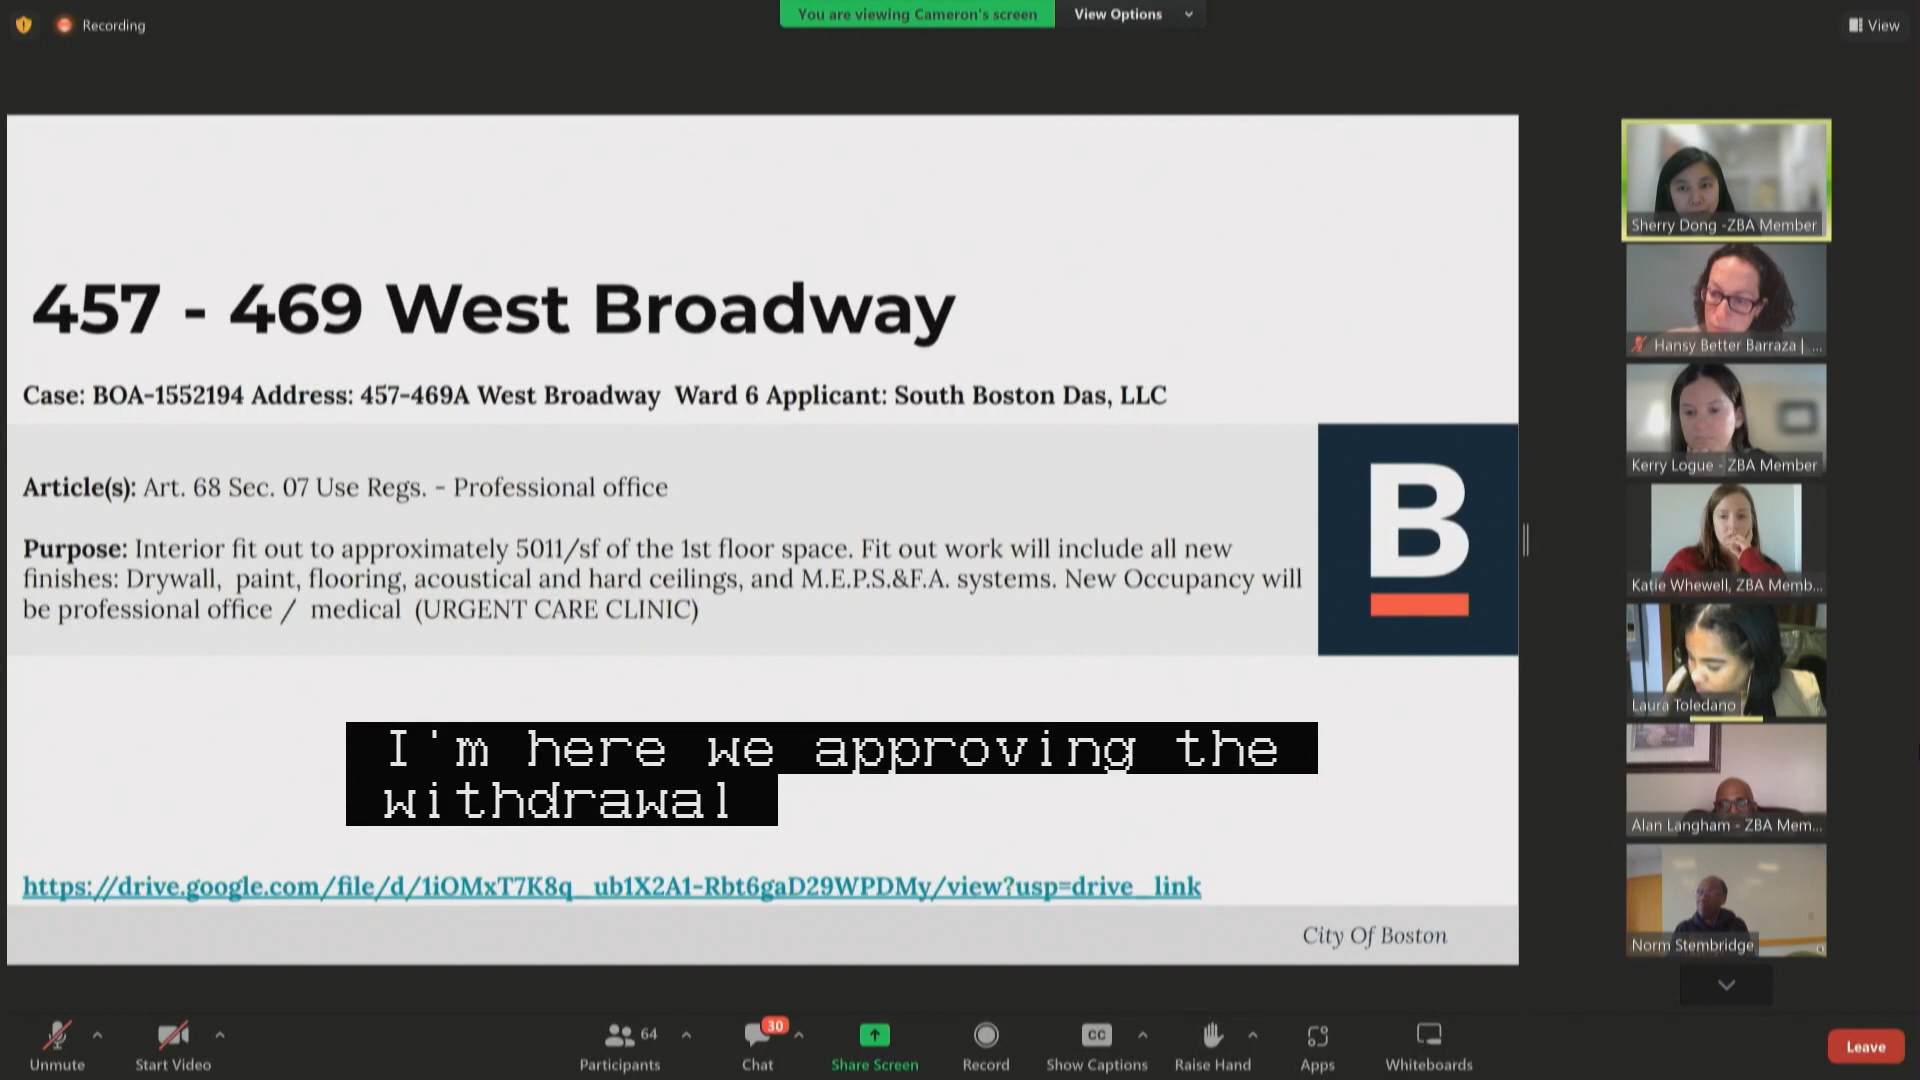 Recording
You are viewing Cameron's screen
View Options
View
457 - 469 West Broadway
Case: BOA-1552194 Address: 457-469A West Broadway Ward 6 Applicant: South Boston Das, LLC
Article(s): Art. 68 Sec. 07 Use Regs. - Professional office
Purpose: Interior fit out to approximately 5011/sf of the 1st floor space. Fit out work will include all new
finishes: Drywall, paint, flooring, acoustical and hard ceilings, and M.E.P.S.&F.A. systems. New Occupancy will
be professional office / medical (URGENT CARE CLINIC)
B
I'm here we approving the
withdrawal
https://drive.google.com/file/d/1iOMxT7K8q_ub1X2A1-Rbt6gaD29WPDMy/view?usp=drive_link
City Of Boston
Sherry Dong -ZBA Member
Hansy Better Barraza | ...
Kerry Logue - ZBA Member
Katie Whewell, ZBA Memb...
Laura Toledano
Alan Langham - ZBA Mem...
Norm Stembridge
Unmute
Start Video
64
Participants
30
Chat
Share Screen
Record
CC
Show Captions
Raise Hand
Apps
Whiteboards
Leave